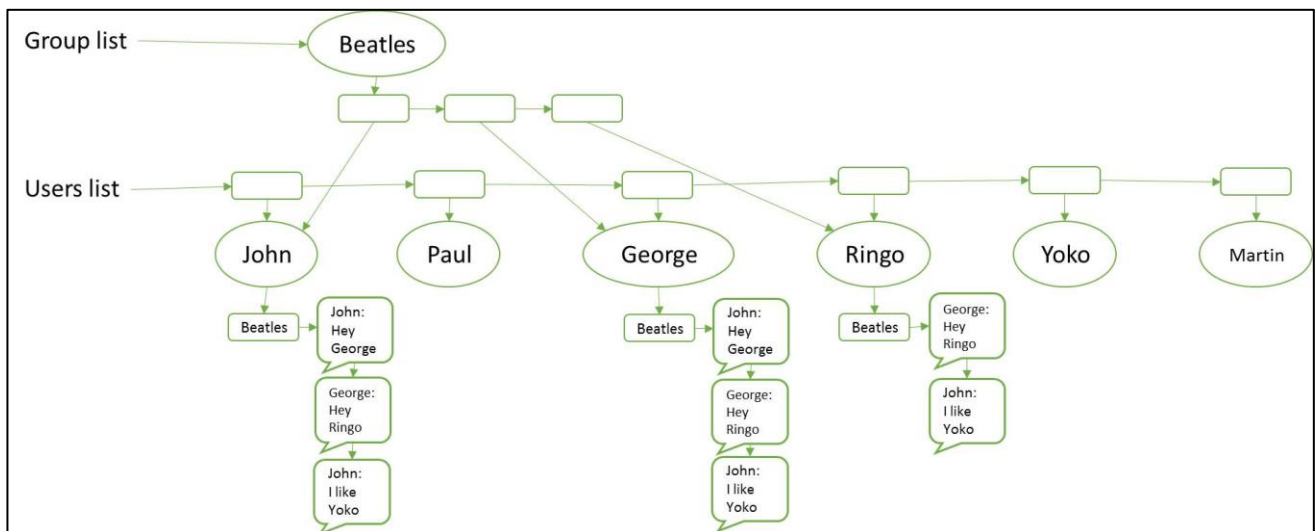 Group list
Beatles
Users list
John
Paul
George
Ringo
Yoko
Martin
Beatles
John:
Hey
George
George:
Hey
Ringo
John:
I like
Yoko
Beatles
John:
Hey
George
George:
Hey
Ringo
John:
I like
Yoko
Beatles
George:
Hey
Ringo
John:
I like
Yoko